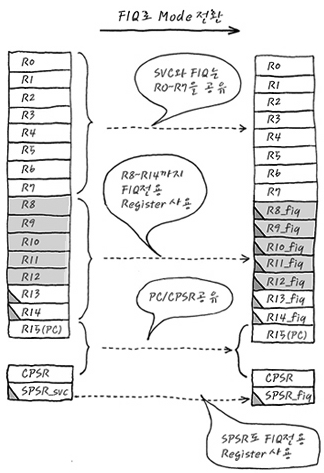 FIQ로 Mode 전환
R0
R1
R2
R3
R4
R5
R6
R7
R8
R9
R10
R11
R12
R13
R14
R15(PC)
CPSR
SPSR_svc
SVC와 FIQ는
R0-R7을 공유
R8-R14까지
FIQ전용
Register 사용
PC/CPSR공유
SPSR도 FIQ전용
Register 사용
R0
R1
R2
R3
R4
R5
R6
R7
R8_fiq
R9_fiq
R10_fiq
R11_fiq
R12_fiq
R13_fiq
R14_fiq
R15(PC)
CPSR
SPSR_fiq